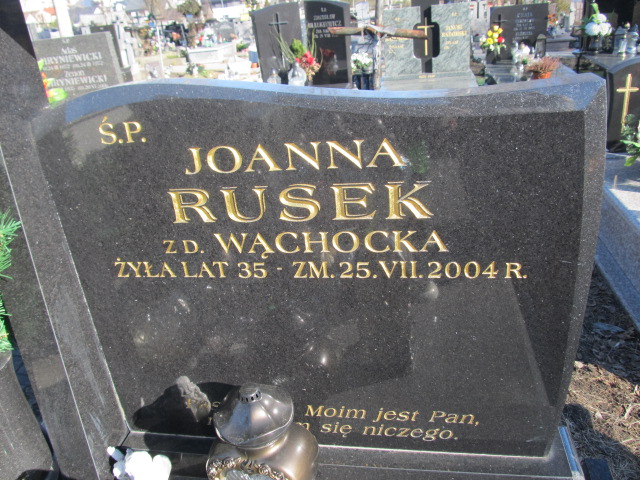 Ś.P.
JOANNA
RUSEK
Z D. WĄCHOCKA
ŻYŁA LAT 35 - ZM. 25.VII.2004 R.
Moim jest Pan,
się niczego.